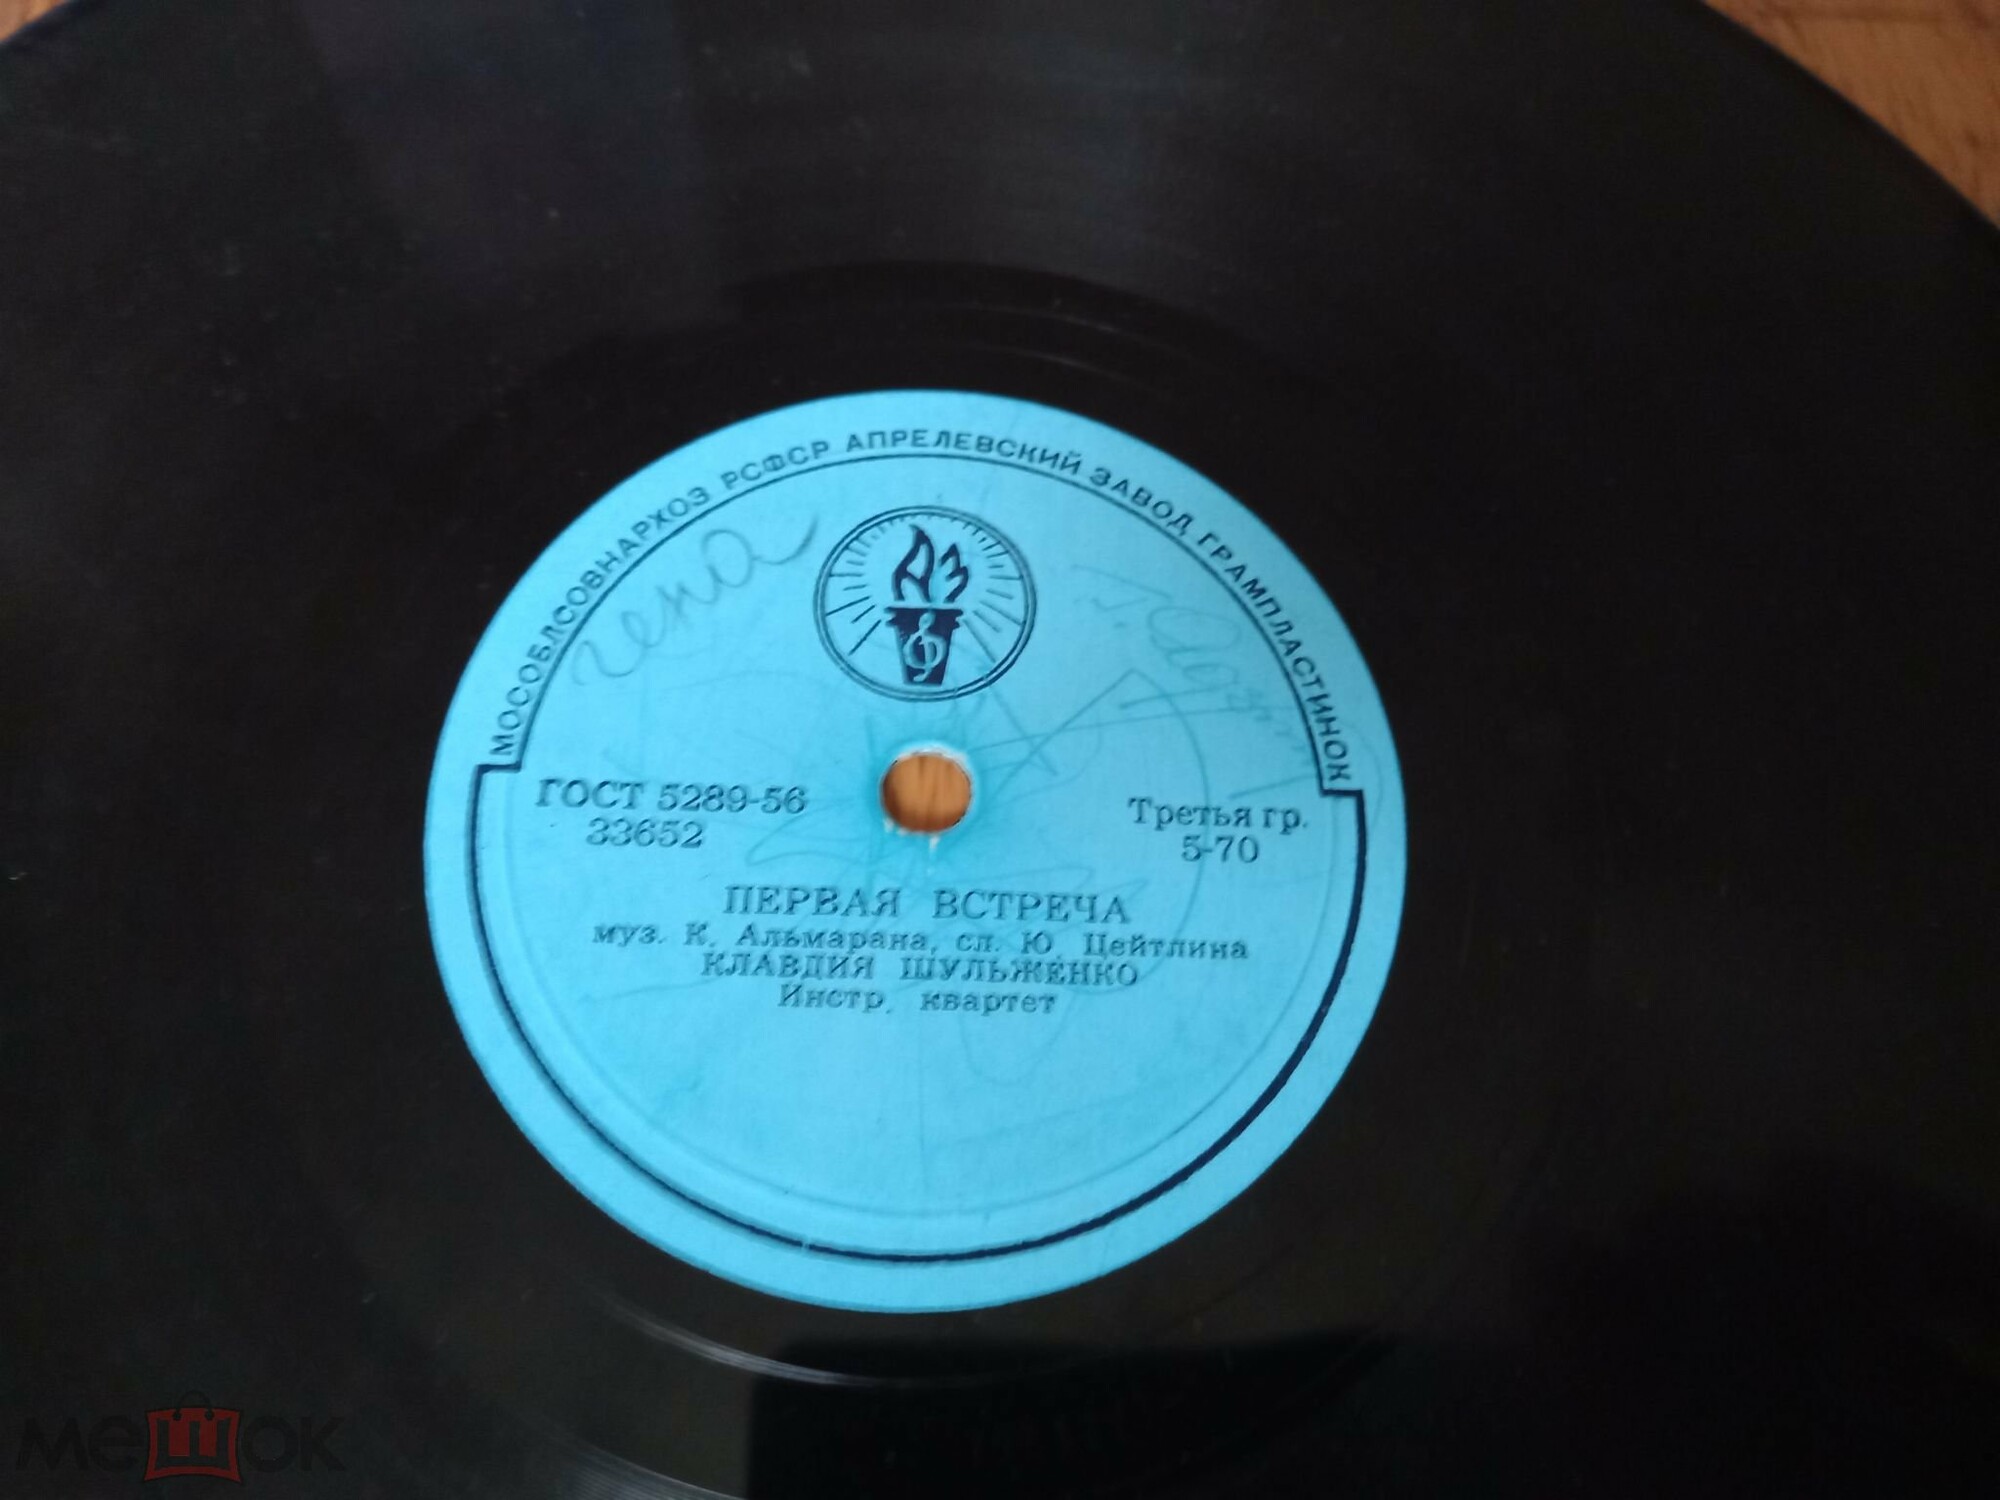 МОСОБЛСОВНАРХОЗ РСФСР АПРЕЛЕВСКИЙ ЗАВОД ГРАМПЛАСТИНОК
гена
АЗ
ГОСТ 5289-56
33652
Третья гр.
5-70
ПЕРВАЯ ВСТРЕЧА
муз. К. Альмарана, сл. Ю. Цейтлина
КЛАВДИЯ ШУЛЬЖЕНКО
Инстр. квартет
мешок